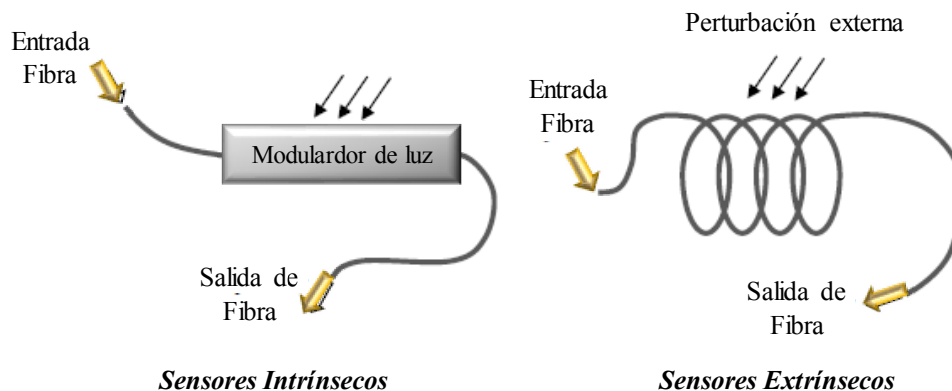 Entrada
Fibra
Modulardor de luz
Salida de
Fibra
Sensores Intrínsecos
Perturbación externa
Entrada
Fibra
Salida de
Fibra
Sensores Extrínsecos